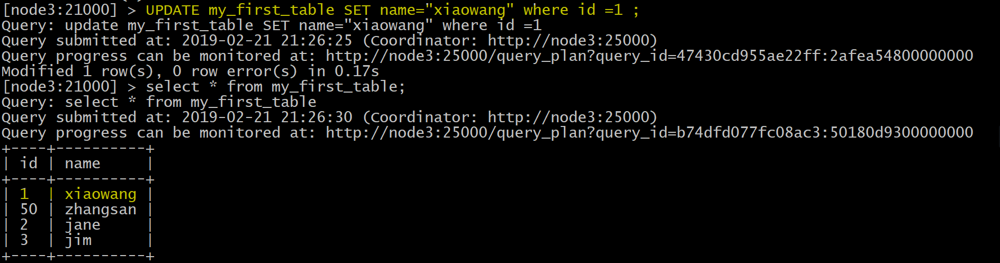 [node3:21000] > UPDATE my_first_table SET name="xiaowang" where id =1 ;
Query: update my_first_table SET name="xiaowang" where id =1
Query submitted at: 2019-02-21 21:26:25 (Coordinator: http://node3:25000)
Query progress can be monitored at: http://node3:25000/query_plan?query_id=47430cd955ae22ff:2afea54800000000
Modified 1 row(s), 0 row error(s) in 0.17s
[node3:21000] > select * from my_first_table;
Query: select * from my_first_table
Query submitted at: 2019-02-21 21:26:30 (Coordinator: http://node3:25000)
Query progress can be monitored at: http://node3:25000/query_plan?query_id=b74dfd077fc08ac3:50180d9300000000
+----+----------+
| id | name     |
+----+----------+
| 1  | xiaowang |
| 50 | zhangsan |
| 2  | jane     |
| 3  | jim      |
+----+----------+